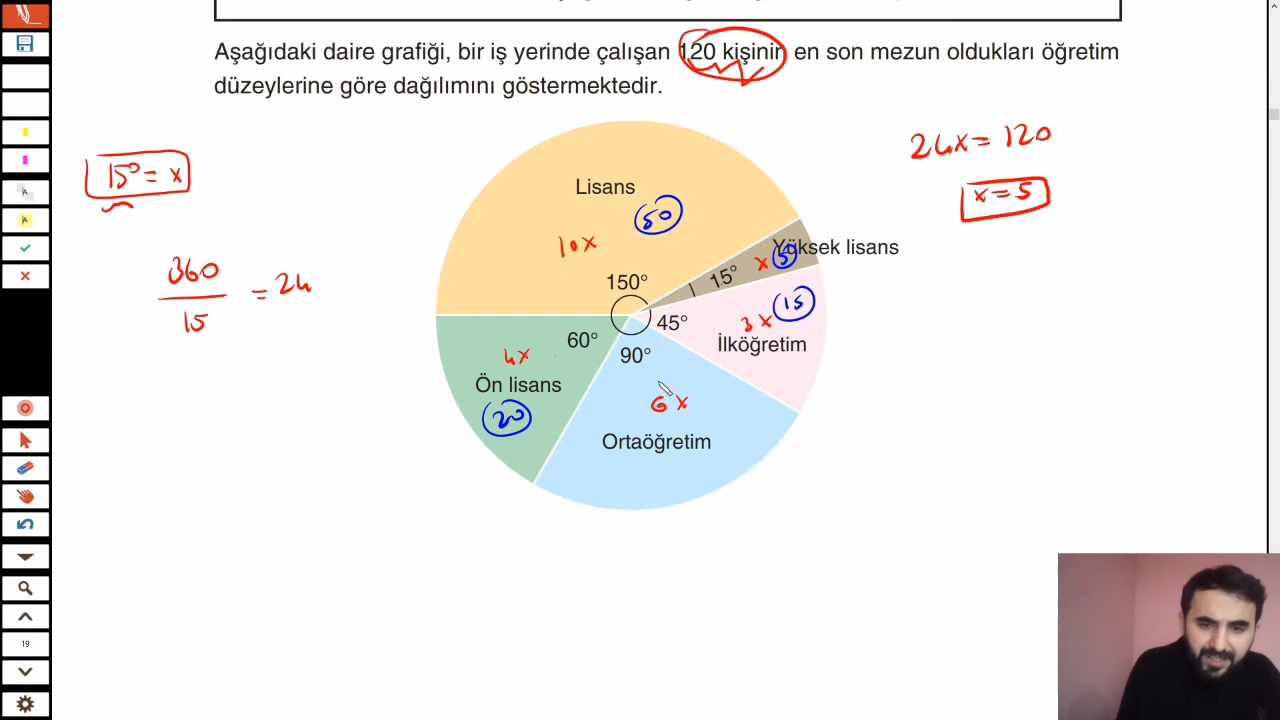 Aşağıdaki daire grafiği, bir iş yerinde çalışan 120 kişinin en son mezun oldukları öğretim
düzeylerine göre dağılımını göstermektedir.
24x = 120
x = 5
15° = x
360
15
= 24
Lisans
50
10x
150°
Yüksek lisans
15°
x
5
45°
3x
15
İlköğretim
60°
4x
Ön lisans
20
90°
6x
Ortaöğretim
A
A
19